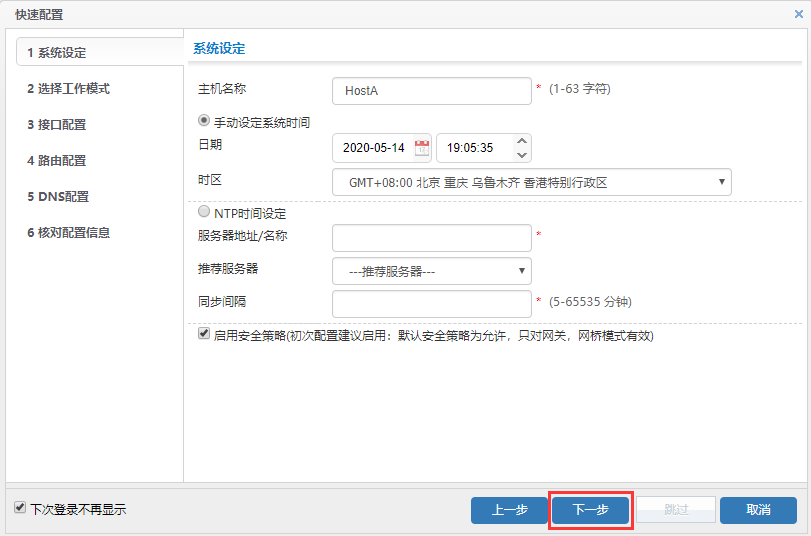 快速配置
1 系统设定
2 选择工作模式
3 接口配置
4 路由配置
5 DNS配置
6 核对配置信息
系统设定
主机名称 HostA * (1-63 字符)
手动设定系统时间
日期 2020-05-14 19:05:35
时区 GMT+08:00 北京 重庆 乌鲁木齐 香港特别行政区
NTP时间设定
服务器地址/名称 *
推荐服务器 ---推荐服务器---
同步间隔 * (5-65535 分钟)
启用安全策略(初次配置建议启用：默认安全策略为允许，只对网关，网桥模式有效)
下次登录不再显示 上一步 下一步 跳过 取消